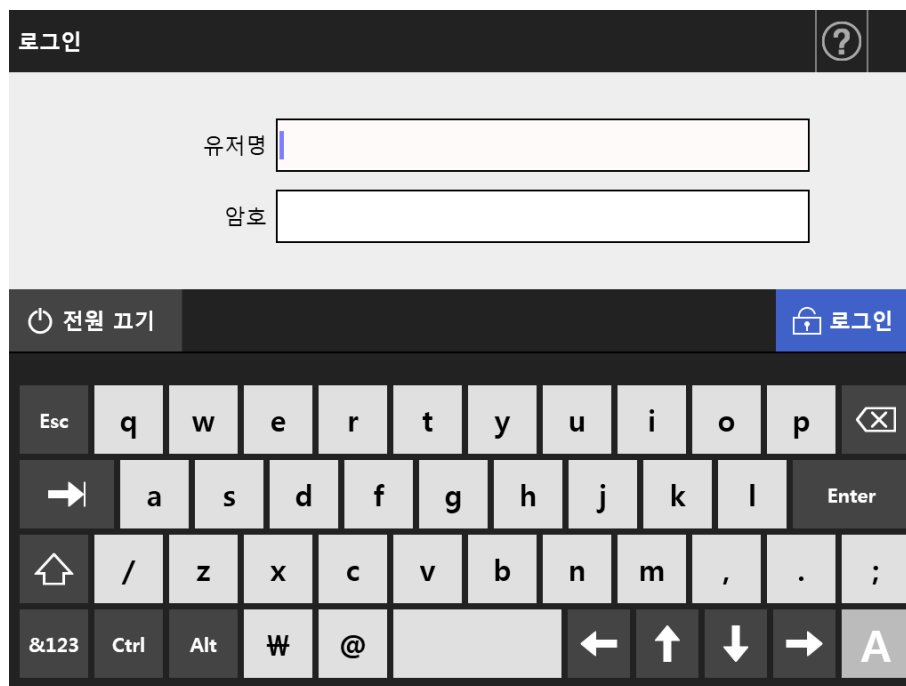 로그인
유저명
암호
전원 끄기 로그인
Esc q w e r t y u i o p
a s d f g h j k l Enter
/ z x c v b n m , . ;
&123 Ctrl Alt ₩ @ A